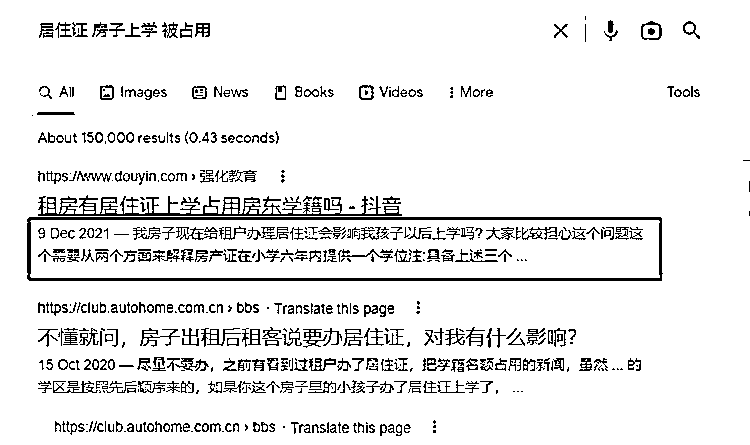 居住证 房子上学 被占用
All Images News Books Videos More Tools
About 150,000 results (0.43 seconds)
https://www.douyin.com › 强化教育
租房有居住证上学占用房东学籍吗 - 抖音
9 Dec 2021 — 我房子现在给租户办理居住证会影响我孩子以后上学吗? 大家比较担心这个问题这
个需要从两个方面来解释房产证在小学六年内提供一个学位注:具备上述三个 ...
https://club.autohome.com.cn › bbs · Translate this page
不懂就问，房子出租后租客说要办居住证，对我有什么影响？
15 Oct 2020 — 尽量不要办，之前有看到过租户办了居住证，把学籍名额占用的新闻，虽然 ... 的
学区是按照先后顺序来的，如果你这个房子里的小孩子办了居住证上学了， ...
https://club.autohome.com.cn › bbs · Translate this page